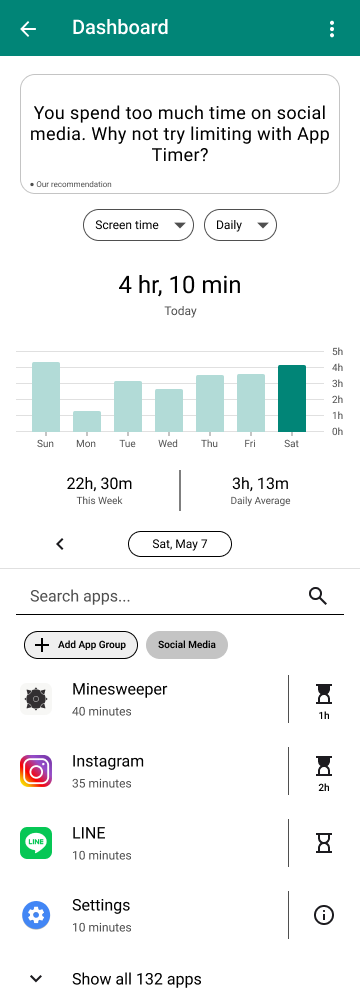 Dashboard
You spend too much time on social
media. Why not try limiting with App
Timer?
• Our recommendation
Screen time
Daily
4 hr, 10 min
Today
5h
4h
3h
2h
1h
0h
Sun Mon Tue Wed Thu Fri Sat
22h, 30m
This Week
3h, 13m
Daily Average
Sat, May 7
Search apps...
Add App Group
Social Media
Minesweeper
40 minutes
1h
Instagram
35 minutes
2h
LINE
LINE
10 minutes
Settings
10 minutes
Show all 132 apps